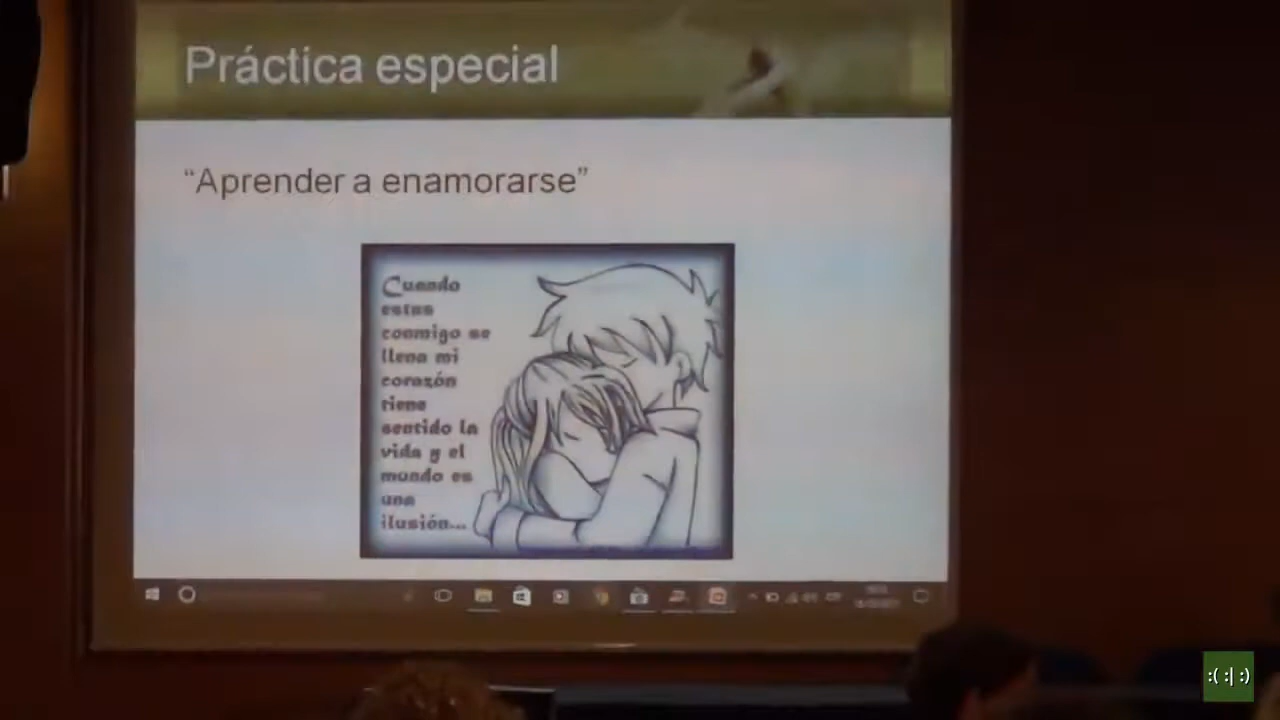 Práctica especial
“Aprender a enamorarse”
Cuando
estas
conmigo se
llena mi
corazón
tiene
sentido la
vida y el
mundo es
una
ilusión...
:( :| :)